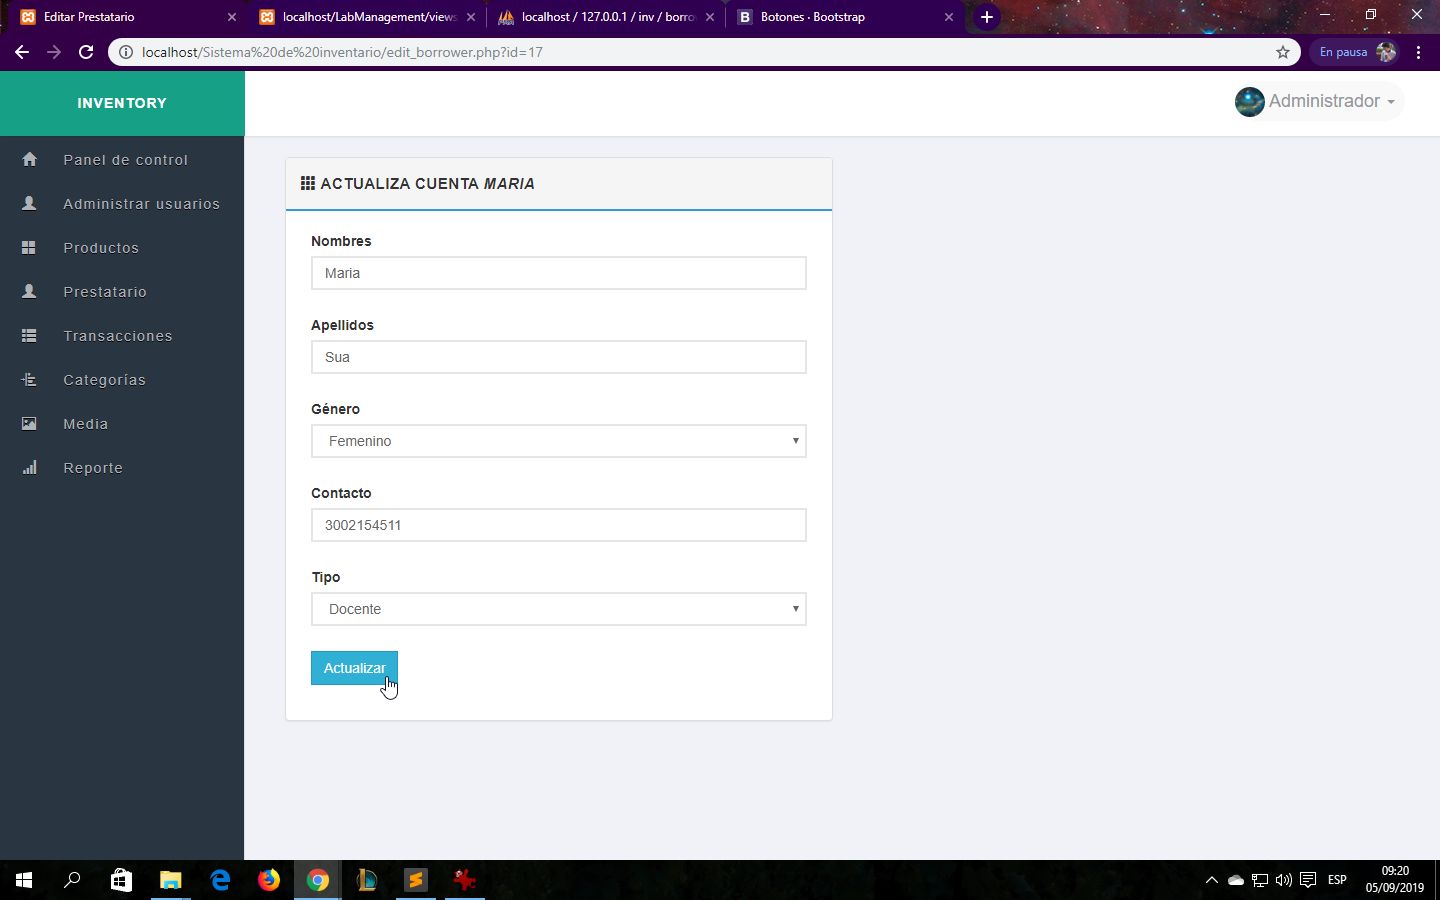 Editar Prestatario
localhost/LabManagement/views
localhost / 127.0.0.1 / inv / borro
B Botones · Bootstrap
localhost/Sistema%20de%20inventario/edit_borrower.php?id=17
En pausa
INVENTORY
Administrador
Panel de control
Administrar usuarios
Productos
Prestatario
Transacciones
Categorías
Media
Reporte
ACTUALIZA CUENTA MARIA
Nombres
Maria
Apellidos
Sua
Género
Femenino
Contacto
3002154511
Tipo
Docente
Actualizar
ESP
09:20
05/09/2019